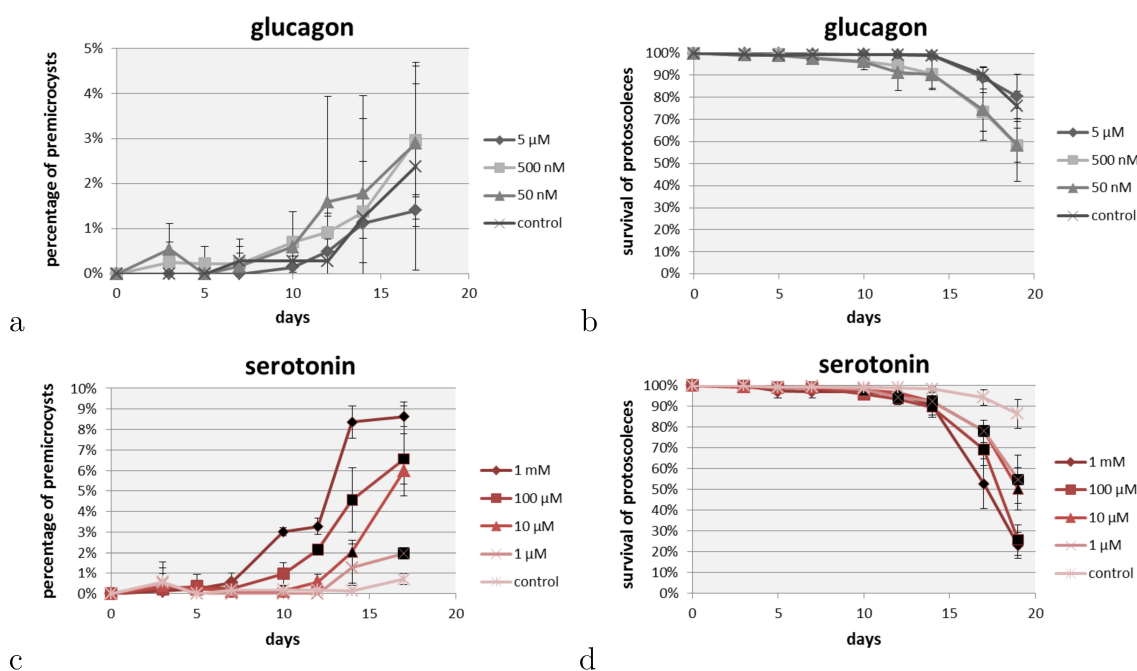 glucagon
percentage of premicrocysts
5%
4%
3%
2%
1%
0%
0 5 10 15 20
days
5 µM
500 nM
50 nM
control
a
glucagon
survival of protoscoleces
100%
90%
80%
70%
60%
50%
40%
30%
20%
10%
0%
0 5 10 15 20
days
5 µM
500 nM
50 nM
control
b
serotonin
percentage of premicrocysts
10%
9%
8%
7%
6%
5%
4%
3%
2%
1%
0%
0 5 10 15 20
days
1 mM
100 µM
10 µM
1 µM
control
c
serotonin
survival of protoscoleces
100%
90%
80%
70%
60%
50%
40%
30%
20%
10%
0%
0 5 10 15 20
days
1 mM
100 µM
10 µM
1 µM
control
d